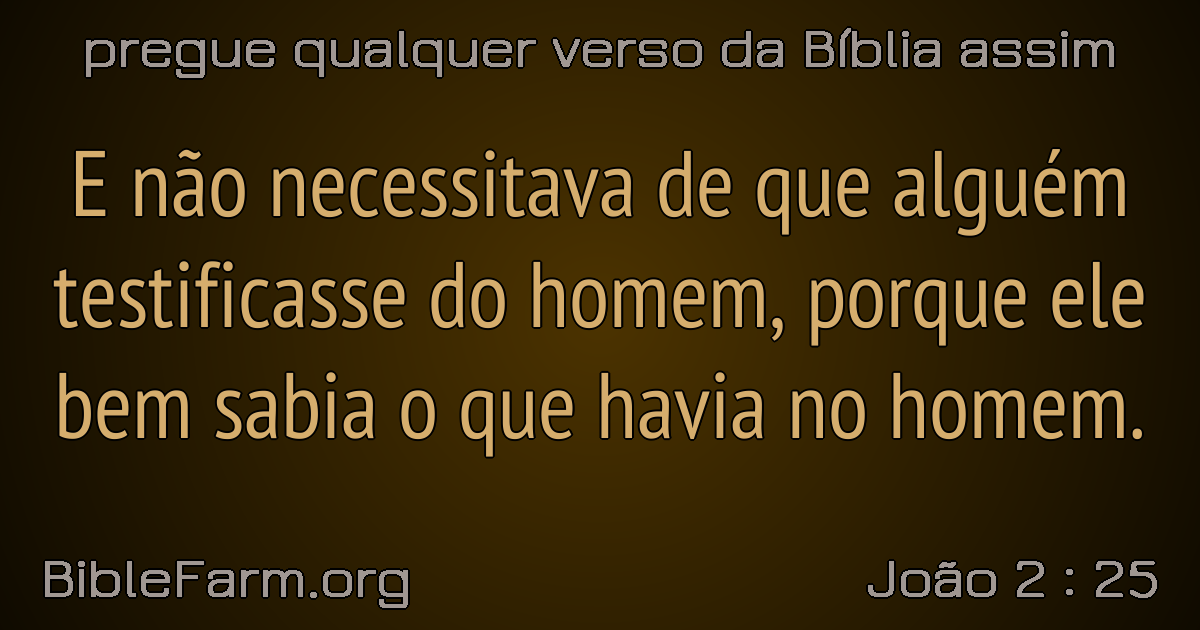 pregue qualquer verso da Bíblia assim
E não necessitava de que alguém
testificasse do homem, porque ele
bem sabia o que havia no homem.
BibleFarm.org
João 2 : 25